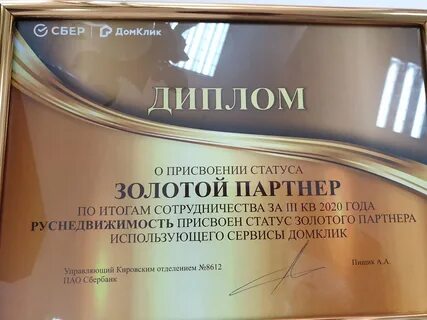 СБЕР ДомКлик
ДИПЛОМ
О ПРИСВОЕНИИ СТАТУСА
ЗОЛОТОЙ ПАРТНЕР
ПО ИТОГАМ СОТРУДНИЧЕСТВА ЗА III КВ 2020 ГОДА
РУСНЕДВИЖИМОСТЬ ПРИСВОЕН СТАТУС ЗОЛОТОГО ПАРТНЕРА
ИСПОЛЬЗУЮЩЕГО СЕРВИСЫ ДОМКЛИК
Управляющий Кировским отделением №8612 Пищик А.А.
ПАО Сбербанк